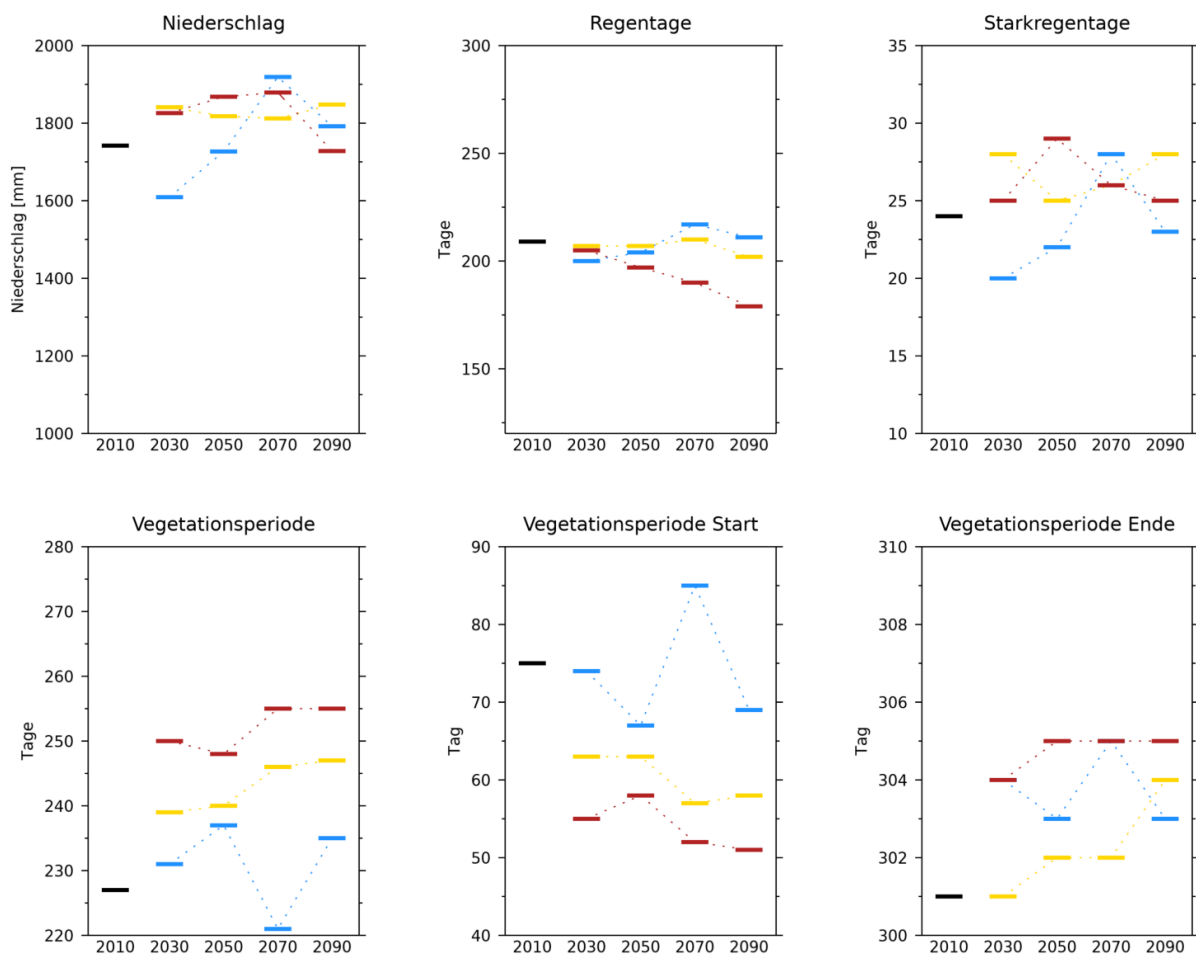 Niederschlag
Niederschlag [mm]
2000
1800
1600
1400
1200
1000
2010 2030 2050 2070 2090
Regentage
Tage
300
250
200
150
2010 2030 2050 2070 2090
Starkregentage
Tage
35
30
25
20
15
10
2010 2030 2050 2070 2090
Vegetationsperiode
Tage
280
270
260
250
240
230
220
2010 2030 2050 2070 2090
Vegetationsperiode Start
Tag
90
80
70
60
50
40
2010 2030 2050 2070 2090
Vegetationsperiode Ende
Tag
310
308
306
304
302
300
2010 2030 2050 2070 2090